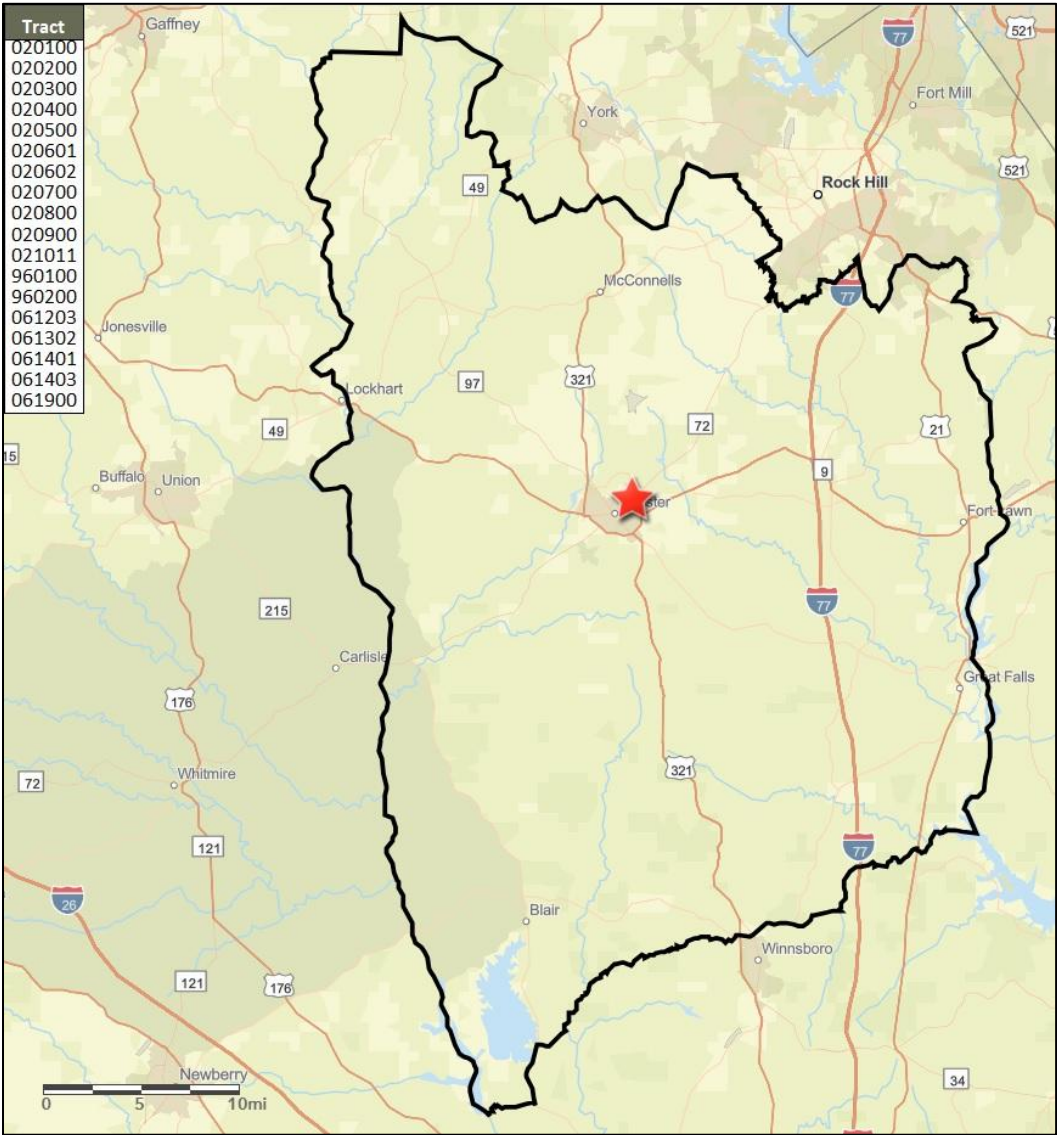 Tract
020100
020200
020300
020400
020500
020601
020602
020700
020800
020900
021011
960100
960200
061203
061302
061401
061403
061900
Gaffney
77
521
Fort Mill
York
521
49
Rock Hill
McConnells
77
Jonesville
321
97
Lockhart
72
21
49
15
9
Buffalo
Union
ster
Fort Lawn
77
215
Carlisle
Great Falls
176
321
72
Whitmire
121
77
26
Blair
Winnsboro
121
176
Newberry
34
0 5 10mi